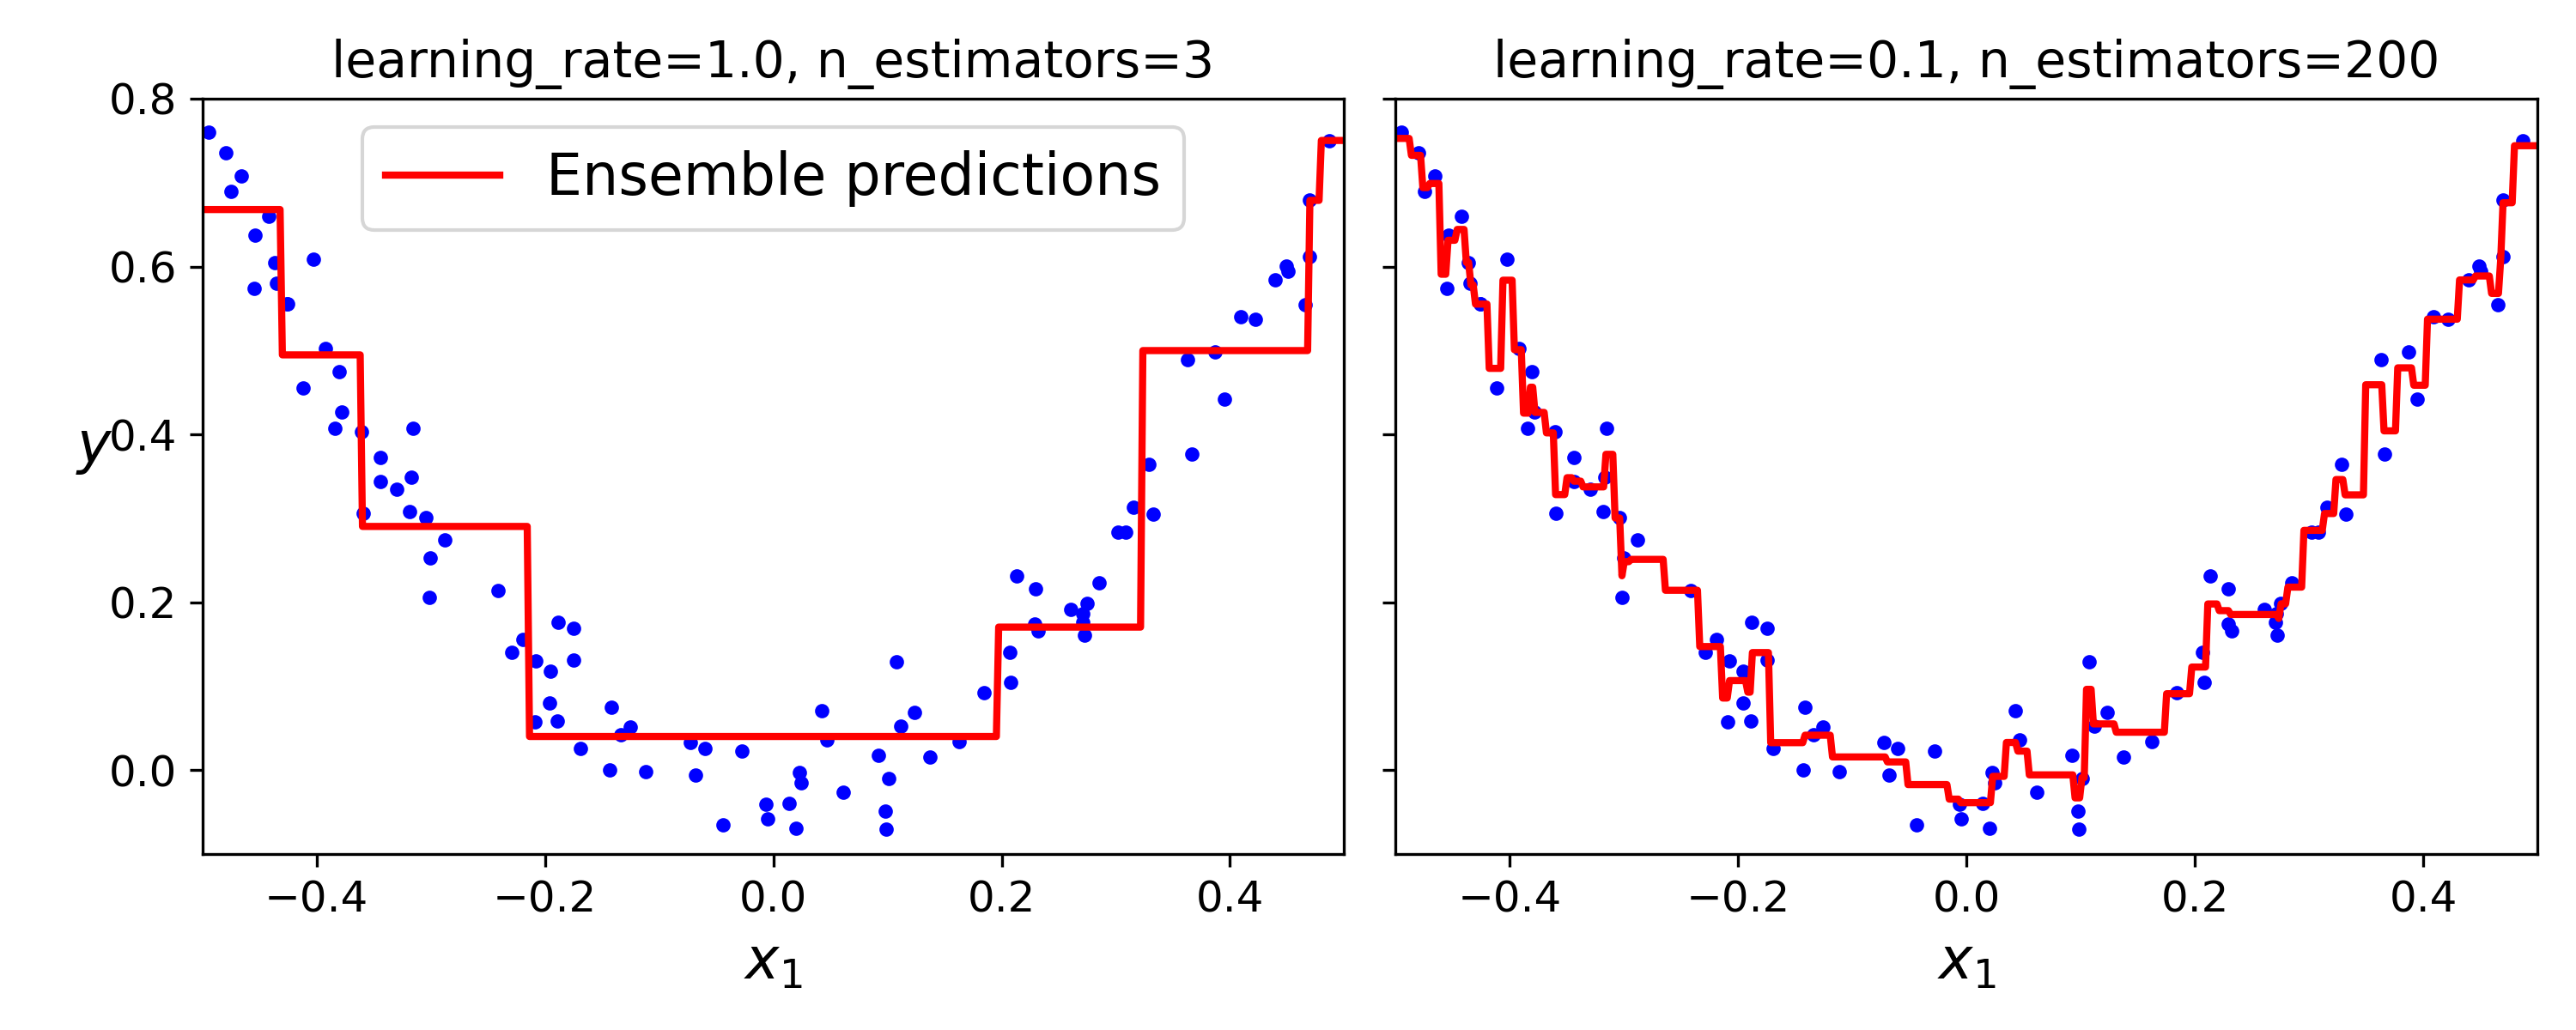 learning_rate=1.0, n_estimators=3
Ensemble predictions
y
0.8
0.6
0.4
0.2
0.0
−0.4 −0.2 0.0 0.2 0.4
x₁
learning_rate=0.1, n_estimators=200
−0.4 −0.2 0.0 0.2 0.4
x₁